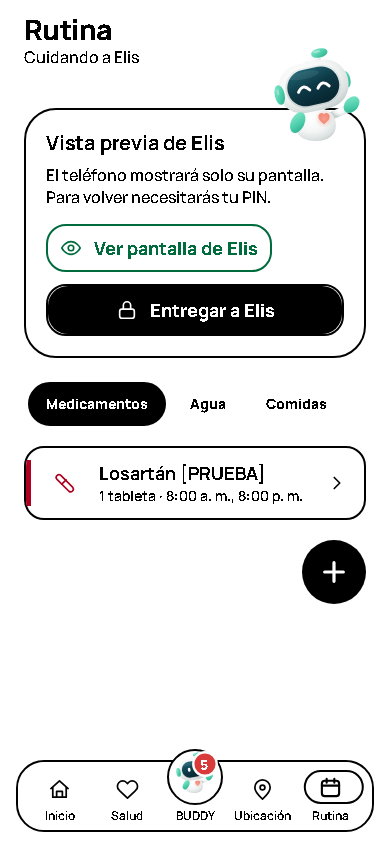 Rutina
Cuidando a Elis
Vista previa de Elis
El teléfono mostrará solo su pantalla.
Para volver necesitarás tu PIN.
Ver pantalla de Elis
Entregar a Elis
Medicamentos
Agua
Comidas
Losartán [PRUEBA]
1 tableta · 8:00 a. m., 8:00 p. m.
5
Inicio
Salud
BUDDY
Ubicación
Rutina